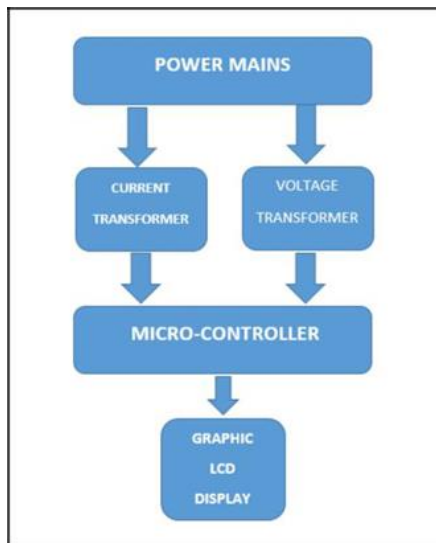 POWER MAINS
CURRENT
TRANSFORMER
VOLTAGE
TRANSFORMER
MICRO-CONTROLLER
GRAPHIC
LCD
DISPLAY